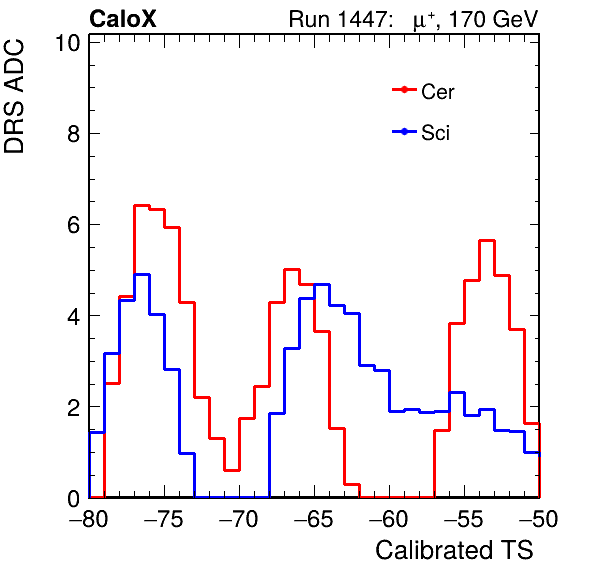 CaloX Run 1447: μ⁺, 170 GeV
DRS ADC
10
8
6
4
2
0
Cer
Sci
−80 −75 −70 −65 −60 −55 −50
Calibrated TS